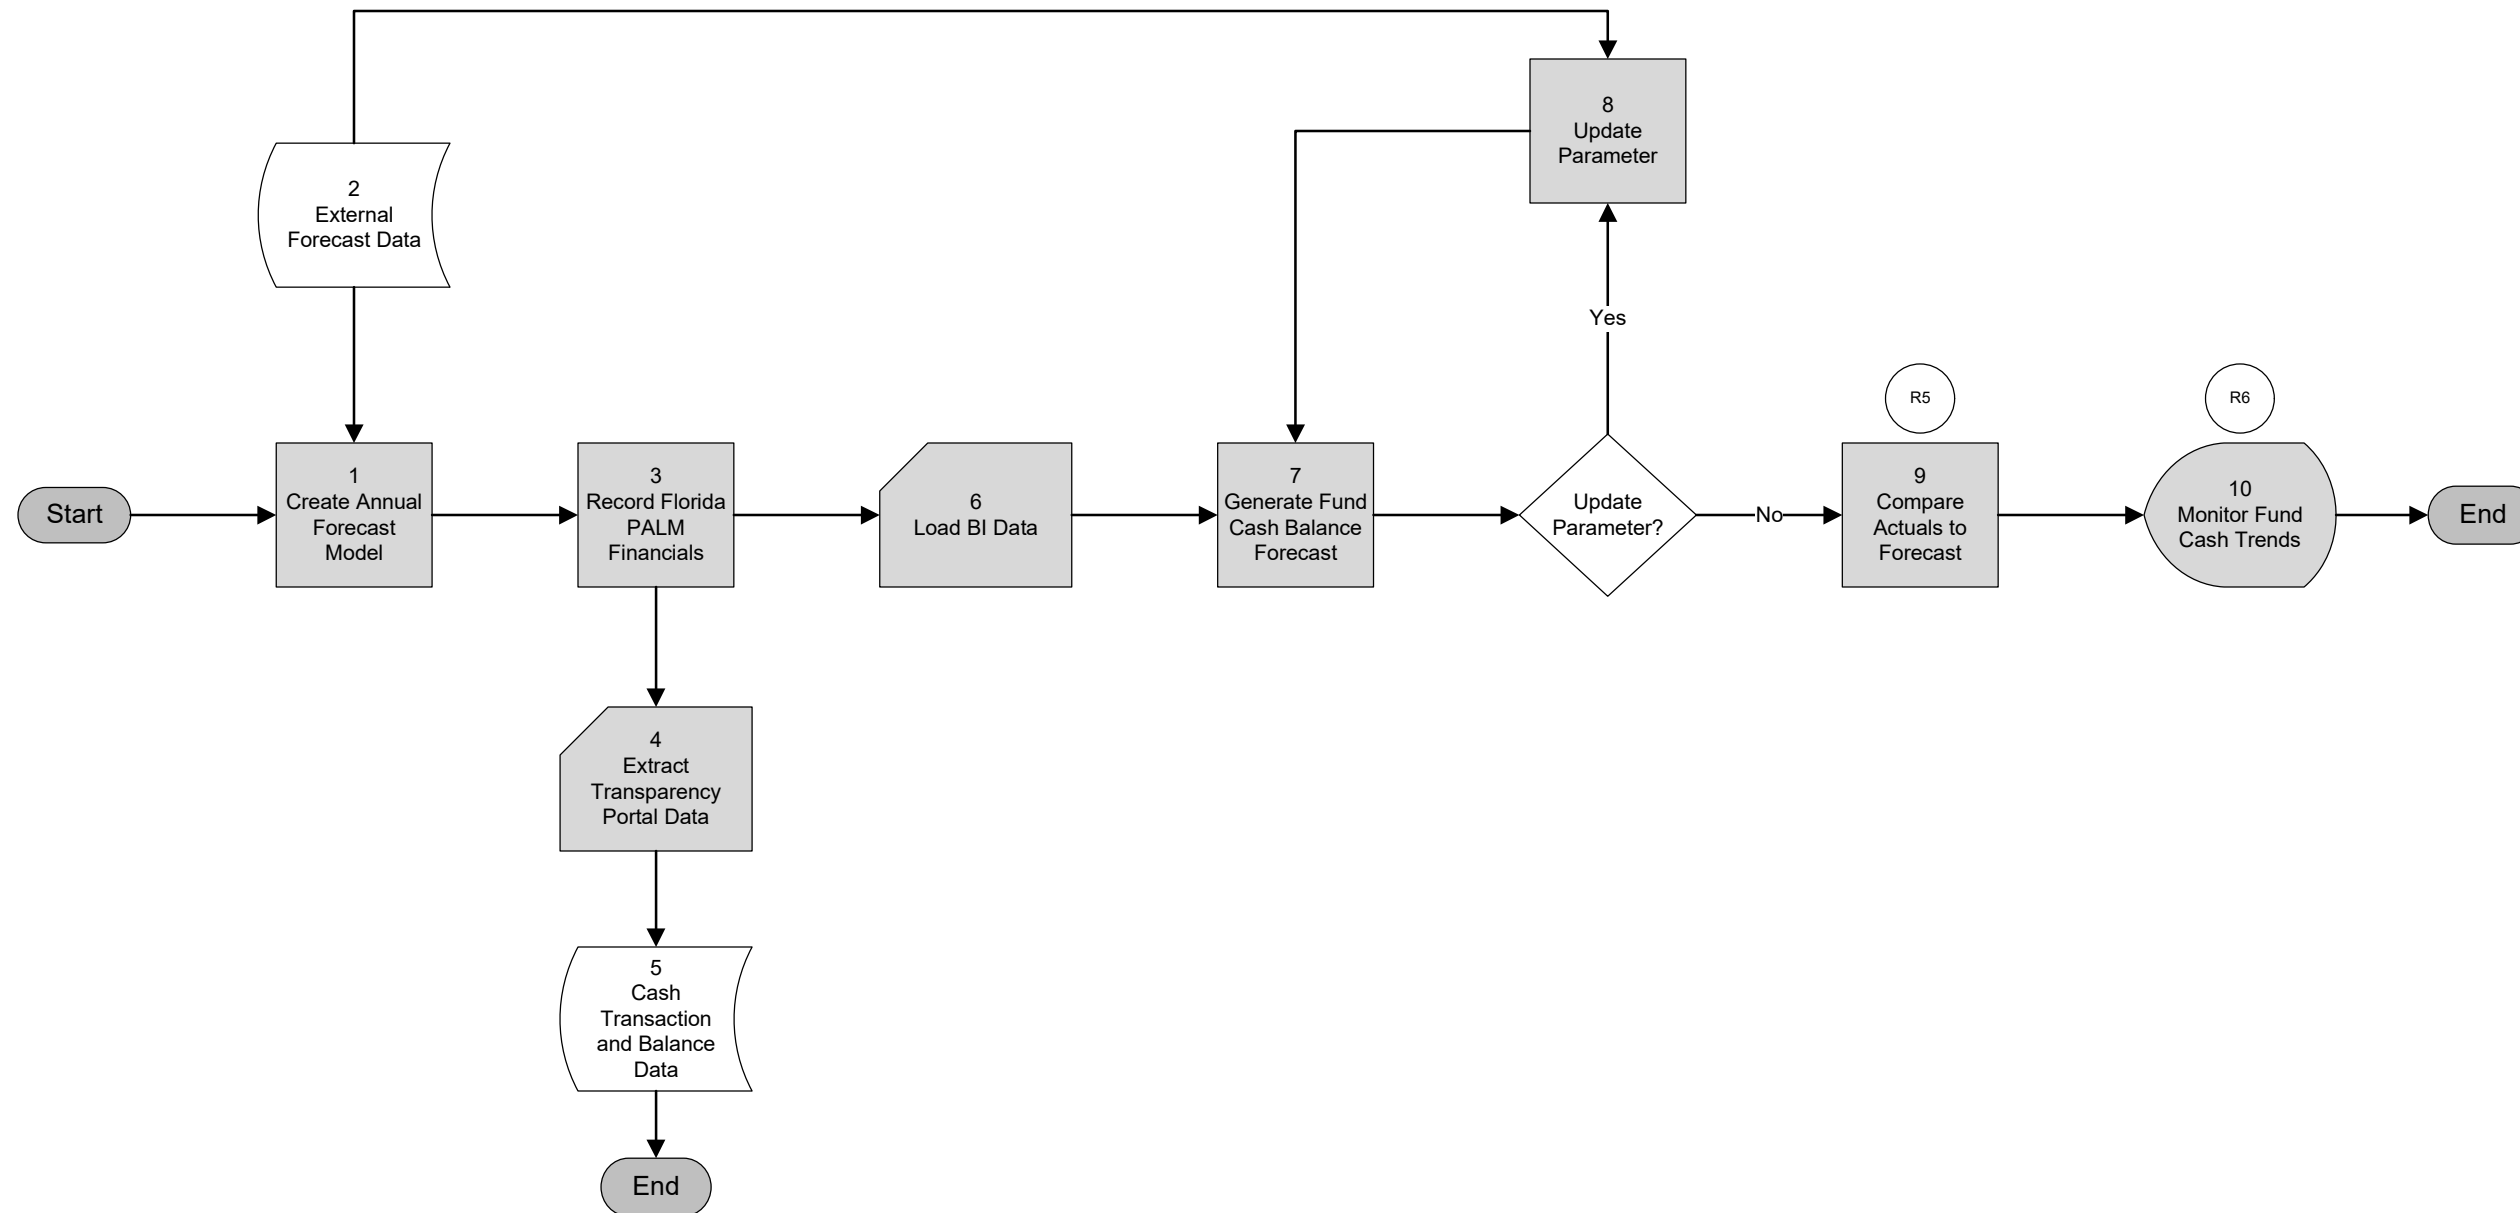 8
Update
Parameter
2
External
Forecast Data
Yes
R5
R6
Start
1
Create Annual
Forecast
Model
3
Record Florida
PALM
Financials
6
Load BI Data
7
Generate Fund
Cash Balance
Forecast
Update
Parameter?
No
9
Compare
Actuals to
Forecast
10
Monitor Fund
Cash Trends
End
4
Extract
Transparency
Portal Data
5
Cash
Transaction
and Balance
Data
End